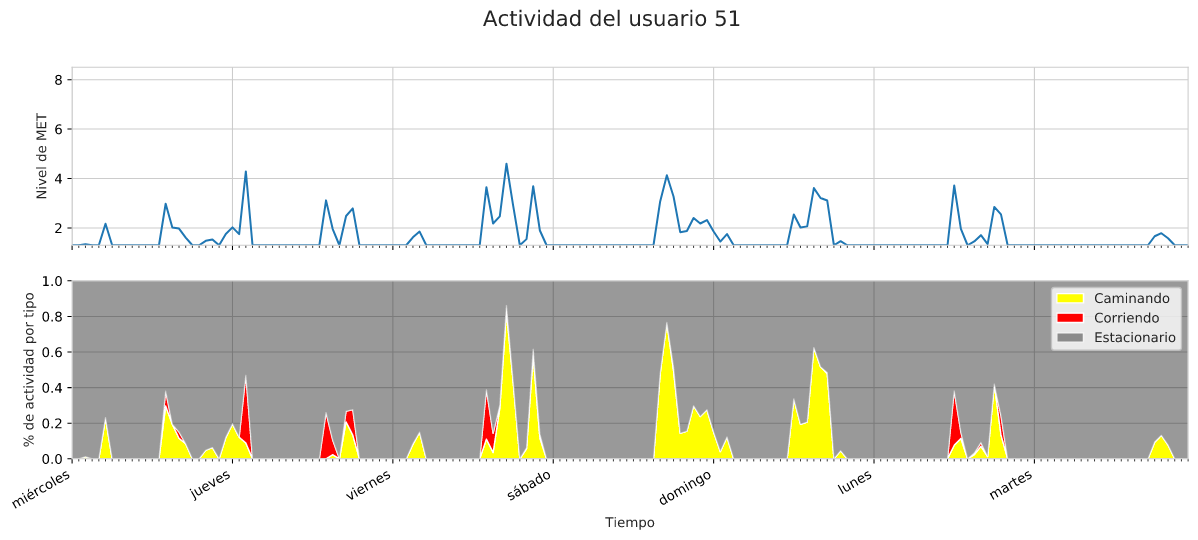 Actividad del usuario 51
8
6
4
2
Nivel de MET
1.0
0.8
0.6
0.4
0.2
0.0
% de actividad por tipo
Caminando
Corriendo
Estacionario
miércoles
jueves
viernes
sábado
domingo
lunes
martes
Tiempo